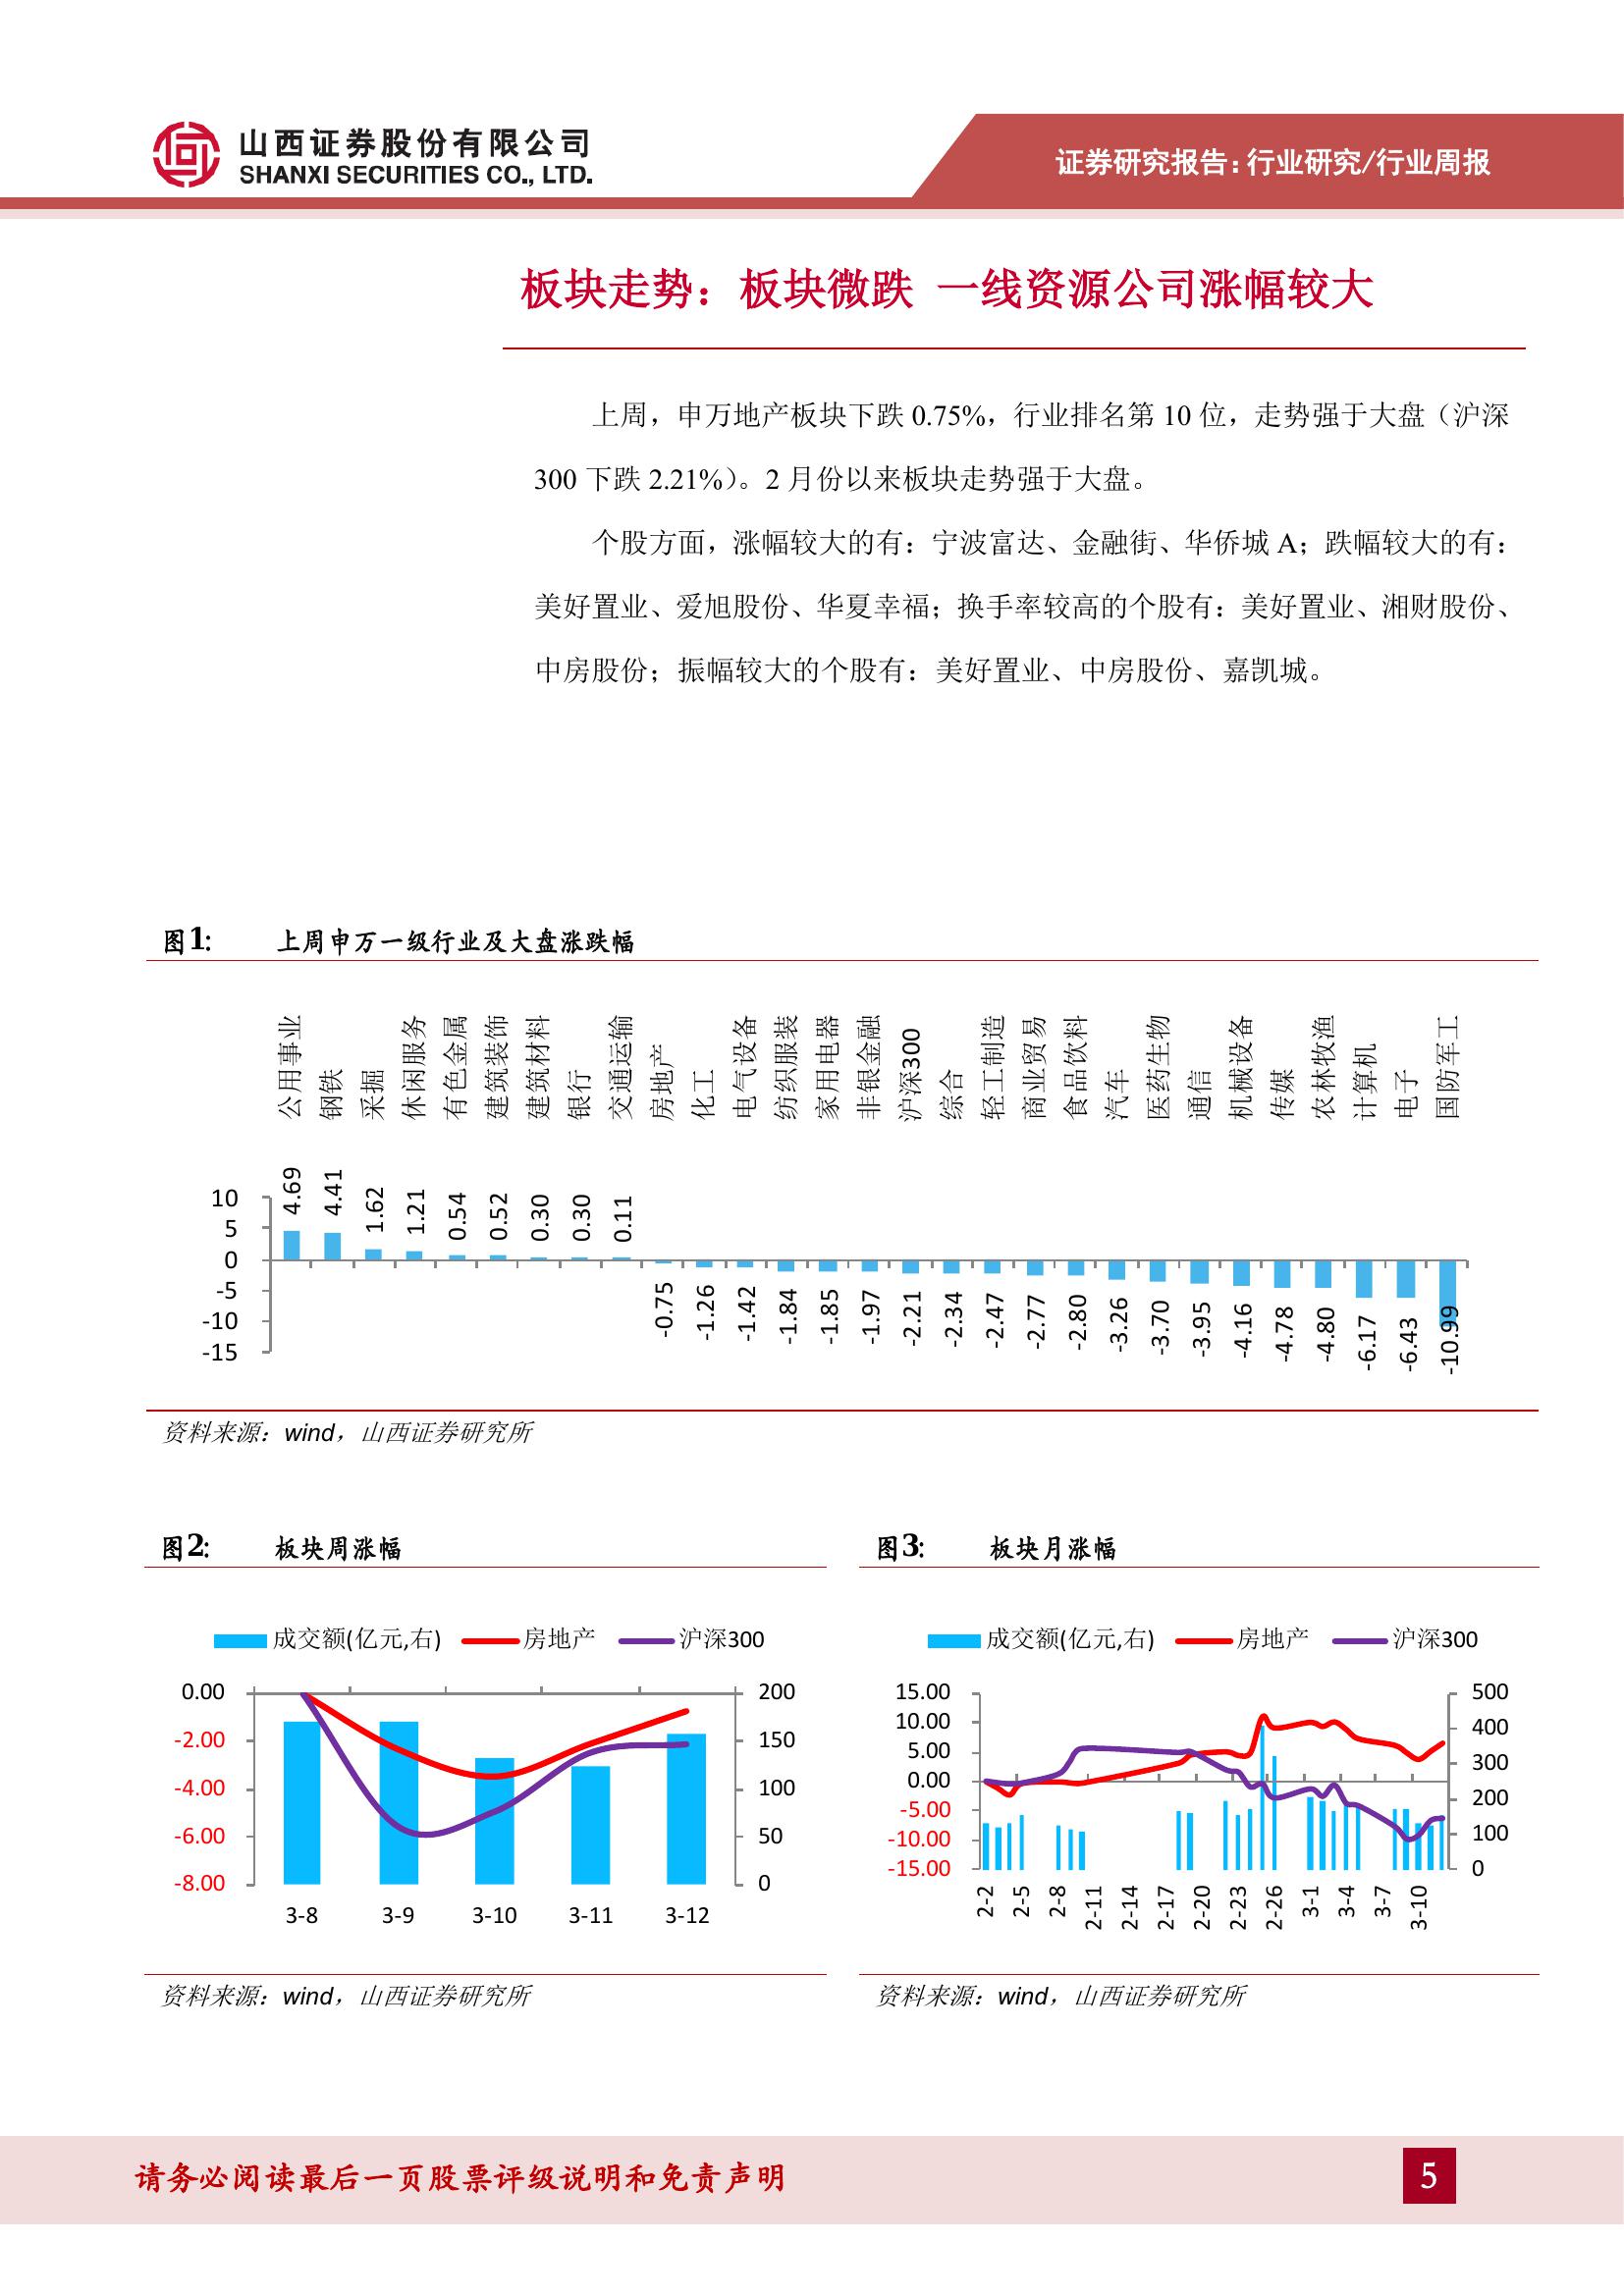 山西证券股份有限公司
SHANXI SECURITIES CO., LTD.
证券研究报告：行业研究/行业周报
板块走势：板块微跌 一线资源公司涨幅较大
上周，申万地产板块下跌 0.75%，行业排名第 10 位，走势强于大盘（沪深
300 下跌 2.21%）。2 月份以来板块走势强于大盘。
个股方面，涨幅较大的有：宁波富达、金融街、华侨城 A；跌幅较大的有：
美好置业、爱旭股份、华夏幸福；换手率较高的个股有：美好置业、湘财股份、
中房股份；振幅较大的个股有：美好置业、中房股份、嘉凯城。
图1: 上周申万一级行业及大盘涨跌幅
公用事业 钢铁 采掘 休闲服务 有色金属 建筑装饰 建筑材料 银行 交通运输 房地产 化工 电气设备 纺织服装 家用电器 非银金融 沪深300 综合 轻工制造 商业贸易 食品饮料 汽车 医药生物 通信 机械设备 传媒 农林牧渔 计算机 电子 国防军工
4.69 4.41 1.62 1.21 0.54 0.52 0.30 0.30 0.11 -0.75 -1.26 -1.42 -1.84 -1.85 -1.97 -2.21 -2.34 -2.47 -2.77 -2.80 -3.26 -3.70 -3.95 -4.16 -4.78 -4.80 -6.17 -6.43 -10.99
10
5
0
-5
-10
-15
资料来源：wind，山西证券研究所
图2: 板块周涨幅
成交额(亿元,右) 房地产 沪深300
0.00 200
-2.00 150
-4.00 100
-6.00 50
-8.00 0
3-8 3-9 3-10 3-11 3-12
资料来源：wind，山西证券研究所
图3: 板块月涨幅
成交额(亿元,右) 房地产 沪深300
15.00
10.00
5.00
0.00
-5.00
-10.00
-15.00
500
400
300
200
100
0
2-2 2-5 2-8 2-11 2-14 2-17 2-20 2-23 2-26 3-1 3-4 3-7 3-10
资料来源：wind，山西证券研究所
请务必阅读最后一页股票评级说明和免责声明
5